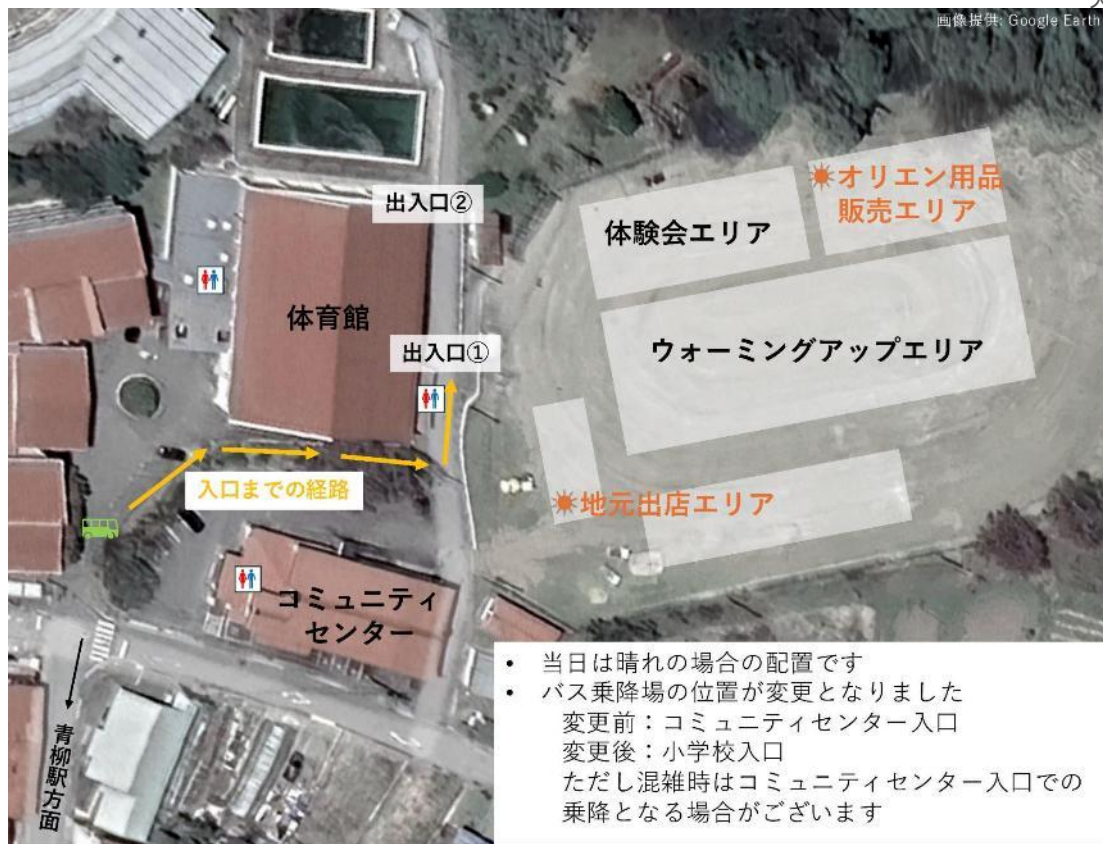 画像提供: Google Earth
出入口②
体験会エリア
オリエン用品
販売エリア
体育館
出入口①
ウォーミングアップエリア
入口までの経路
地元出店エリア
コミュニティ
センター
青柳駅方面
• 当日は晴れの場合の配置です
• バス乗降場の位置が変更となりました
変更前：コミュニティセンター入口
変更後：小学校入口
ただし混雑時はコミュニティセンター入口での
乗降となる場合がございます